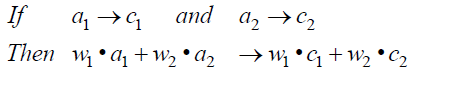 If a₁ → c₁ and a₂ → c₂
Then w₁ • a₁ + w₂ • a₂ → w₁ • c₁ + w₂ • c₂